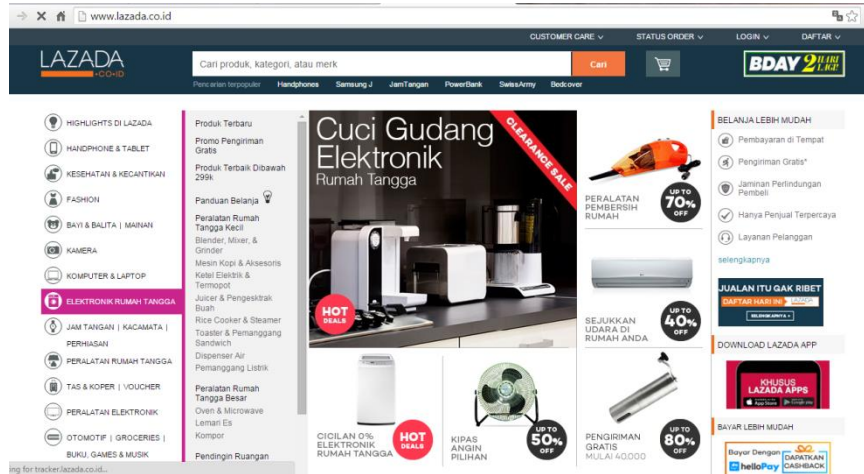 www.lazada.co.id
CUSTOMER CARE
STATUS ORDER
LOGIN
DAFTAR
LAZADA
.CO.ID
Cari produk, kategori, atau merk
Cari
BDAY 2 HARI LAGI!
Pencarian terpopuler Handphones Samsung J JamTangan PowerBank SwissArmy Bedcover
HIGHLIGHTS DI LAZADA
HANDPHONE & TABLET
KESEHATAN & KECANTIKAN
FASHION
BAYI & BALITA | MAINAN
KAMERA
KOMPUTER & LAPTOP
ELEKTRONIK RUMAH TANGGA
JAM TANGAN | KACAMATA |
PERHIASAN
PERALATAN RUMAH TANGGA
TAS & KOPER | VOUCHER
PERALATAN ELEKTRONIK
OTOMOTIF | GROCERIES |
BUKU, GAMES & MUSIK
ing for tracker.lazada.co.id...
Produk Terbaru
Promo Pengiriman
Gratis
Produk Terbaik Dibawah
299k
Panduan Belanja
Peralatan Rumah
Tangga Kecil
Blender, Mixer, &
Grinder
Mesin Kopi & Aksesoris
Ketel Elektrik &
Termopot
Juicer & Pengesktrak
Buah
Rice Cooker & Steamer
Toaster & Pemanggang
Sandwich
Dispenser Air
Pemanggang Listrik
Peralatan Rumah
Tangga Besar
Oven & Microwave
Lemari Es
Kompor
Pendingin Ruangan
Cuci Gudang
Elektronik
Rumah Tangga
CLEARANCE SALE
HOT
DEALS
PERALATAN
PEMBERSIH
RUMAH
UP TO
70%
OFF
SEJUKKAN
UDARA DI
RUMAH ANDA
UP TO
40%
OFF
CICILAN 0%
ELEKTRONIK
RUMAH TANGGA
HOT
DEALS
KIPAS
ANGIN
PILIHAN
UP TO
50%
OFF
PENGIRIMAN
GRATIS
MULAI 40.000
UP TO
80%
OFF
BELANJA LEBIH MUDAH
Pembayaran di Tempat
Pengiriman Gratis*
Jaminan Perlindungan
Pembeli
Hanya Penjual Terpercaya
Layanan Pelanggan
selengkapnya
JUALAN ITU GAK RIBET
DAFTAR HARI INI LAZADA
SELENGKAPNYA
DOWNLOAD LAZADA APP
KHUSUS
LAZADA APPS
App Store Google play
BAYAR LEBIH MUDAH
Bayar Dengan
helloPay
DAPATKAN
CASHBACK